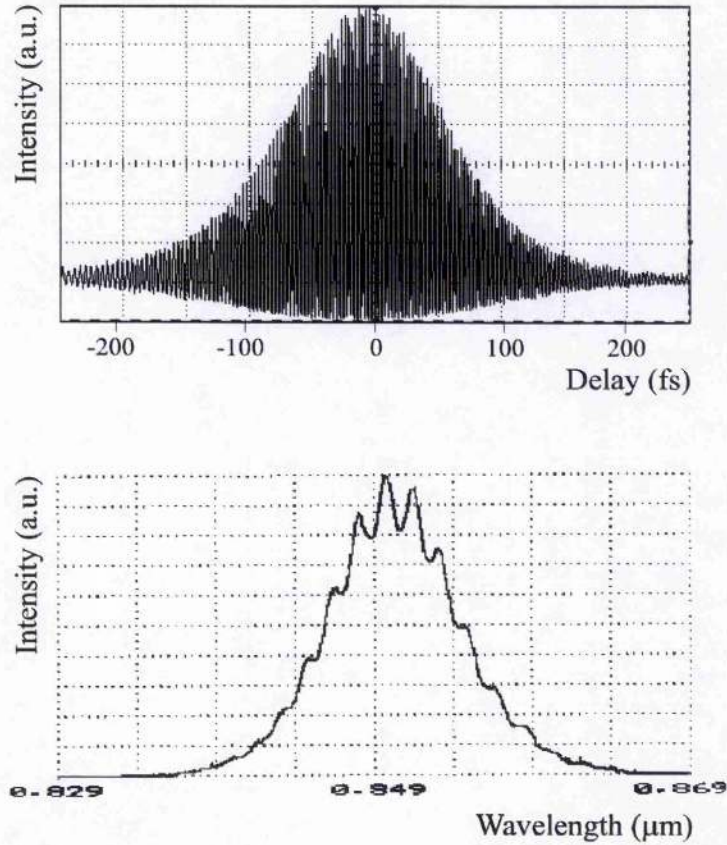 Intensity (a.u.)
-200 -100 0 100 200
Delay (fs)
Intensity (a.u.)
0.829 0.849 0.869
Wavelength (μm)